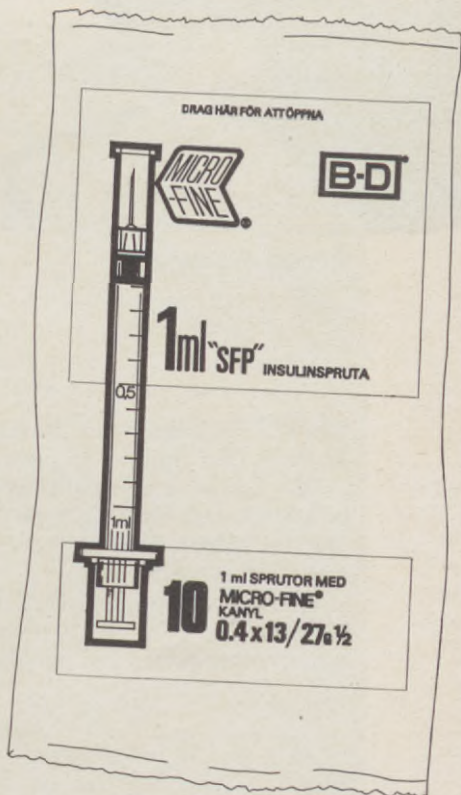 DRAG HÄR FÖR ATT ÖPPNA
MICRO
-FINE
®
B-D
®
1ml "SFP" INSULINSPRUTA
0,5
1ml
10
1 ml SPRUTOR MED
MICRO-FINE®
KANYL
0.4 x 13/27G ½